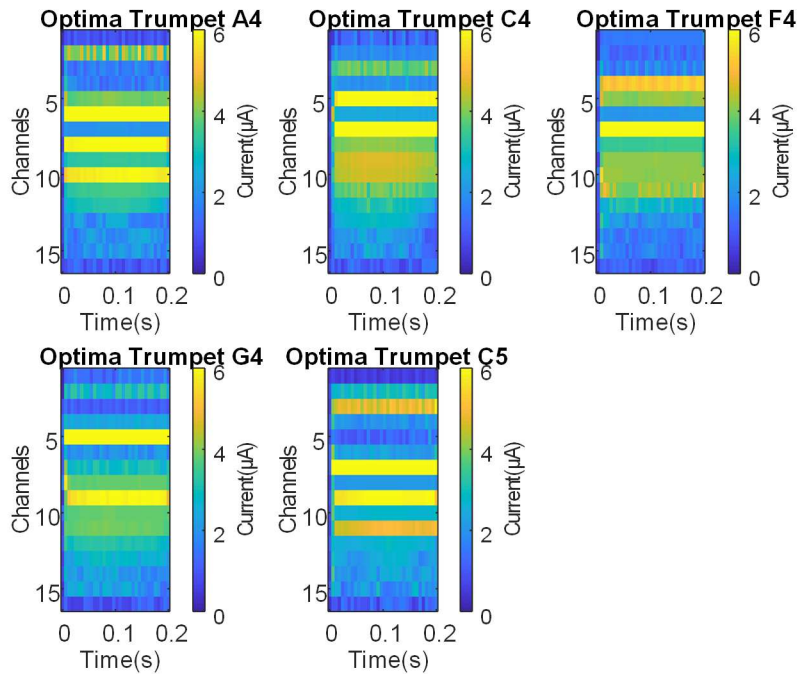 Optima Trumpet A4
Channels
5
10
15
0 0.1 0.2
Time(s)
6
4
2
0
Current(µA)
Optima Trumpet C4
Channels
5
10
15
0 0.1 0.2
Time(s)
6
4
2
0
Current(µA)
Optima Trumpet F4
Channels
5
10
15
0 0.1 0.2
Time(s)
6
4
2
0
Current(µA)
Optima Trumpet G4
Channels
5
10
15
0 0.1 0.2
Time(s)
6
4
2
0
Current(µA)
Optima Trumpet C5
Channels
5
10
15
0 0.1 0.2
Time(s)
6
4
2
0
Current(µA)